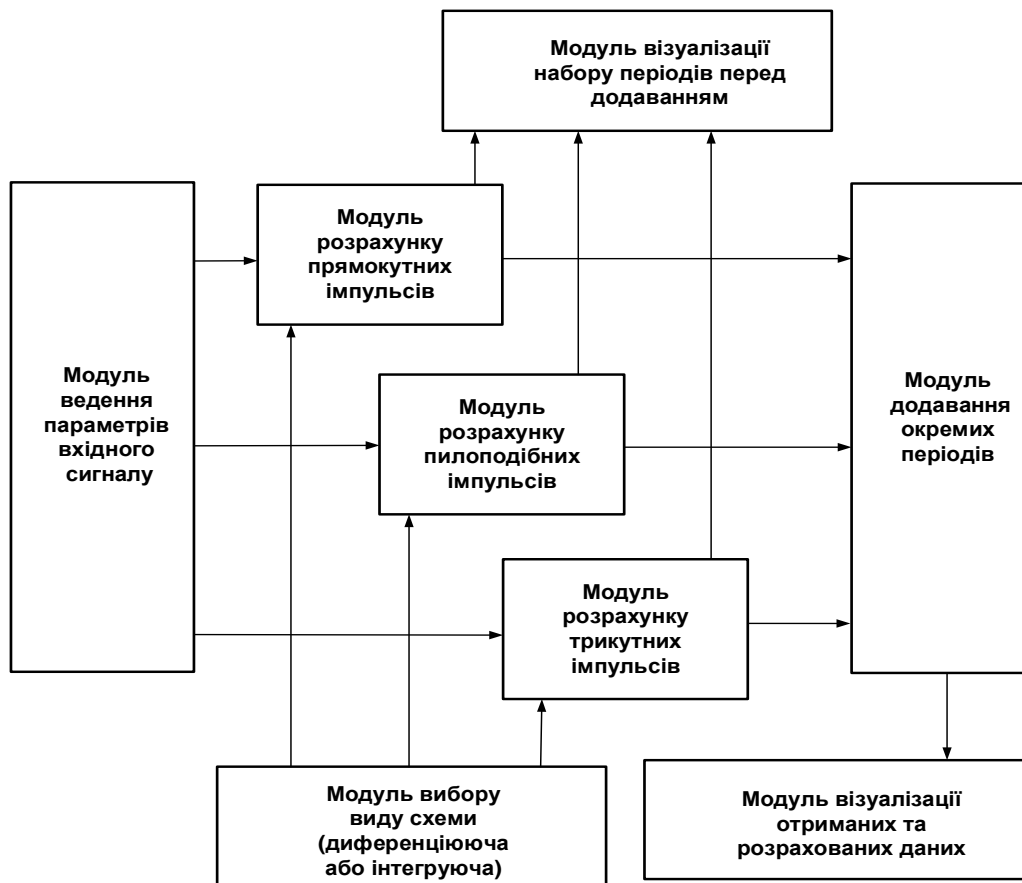 Модуль візуалізації
набору періодів перед
додаванням
Модуль
розрахунку
прямокутних
імпульсів
Модуль
ведення
параметрів
вхідного
сигналу
Модуль
розрахунку
пилоподібних
імпульсів
Модуль
додавання
окремих
періодів
Модуль
розрахунку
трикутних
імпульсів
Модуль вибору
виду схеми
(диференціююча
або інтегруюча)
Модуль візуалізації
отриманих та
розрахованих даних